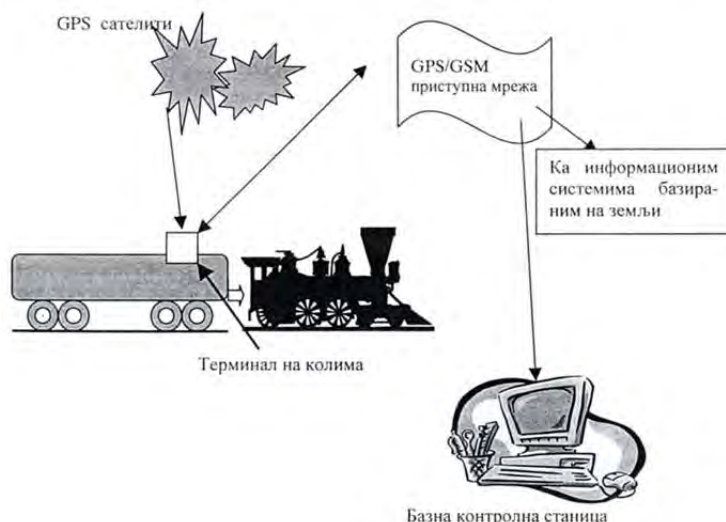 GPS сателити
GPS/GSM
приступна мрежа
Ка информационим
системима базира-
ним на земљи
Терминал на колима
Базна контролна станица